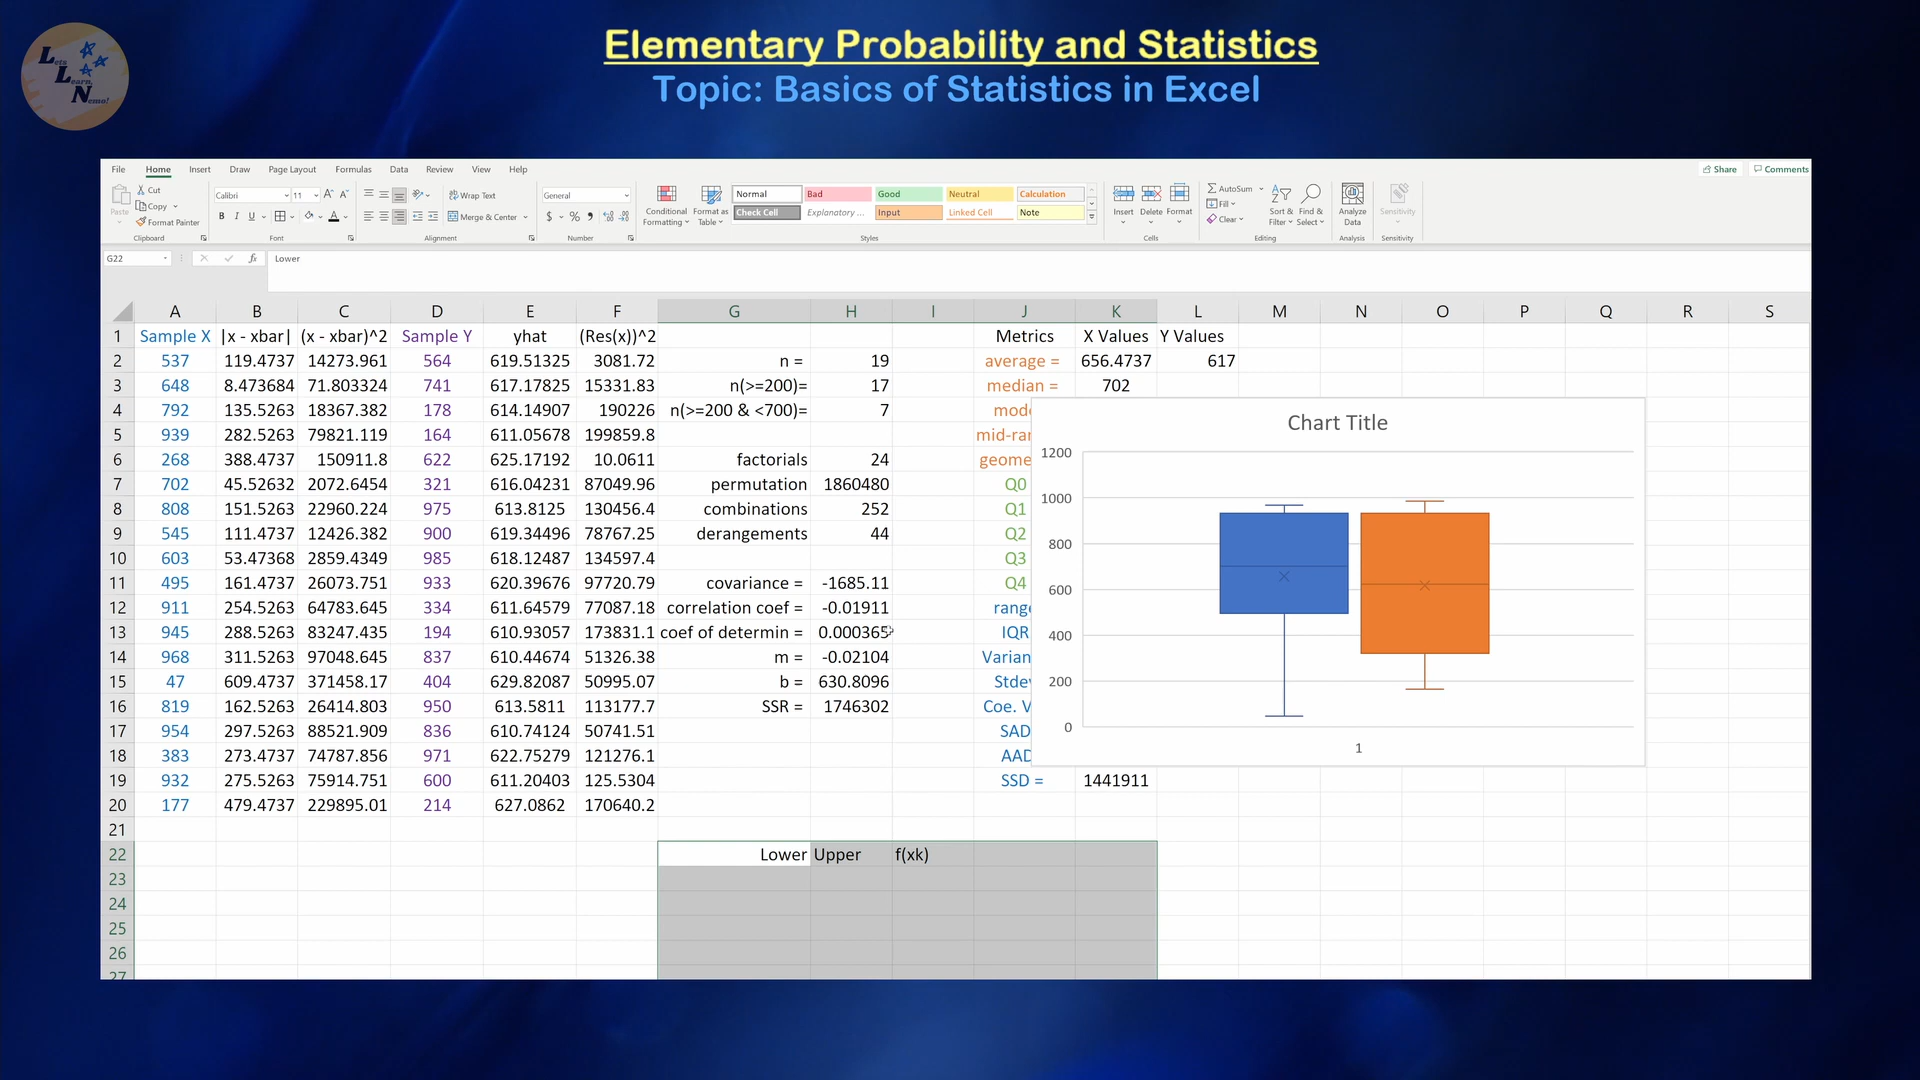 Lets
Learn,
Nemo!
Elementary Probability and Statistics
Topic: Basics of Statistics in Excel
File Home Insert Draw Page Layout Formulas Data Review View Help Share Comments
Paste Cut Copy Format Painter Clipboard
Calibri 11 B I U Font
Wrap Text Merge & Center Alignment
General $ % Number
Conditional Formatting Format as Table
Normal Bad Good Neutral Calculation
Check Cell Explanatory ... Input Linked Cell Note
Styles
Insert Delete Format Cells
AutoSum Fill Clear Sort & Filter Find & Select Editing
Analyze Data Analysis
Sensitivity Sensitivity
G22 fx Lower
A B C D E F G H I J K L M N O P Q R S
1 Sample X |x - xbar| (x - xbar)^2 Sample Y yhat (Res(x))^2 Metrics X Values Y Values
2 537 119.4737 14273.961 564 619.51325 3081.72 n = 19 average = 656.4737 617
3 648 8.473684 71.803324 741 617.17825 15331.83 n(>=200)= 17 median = 702
4 792 135.5263 18367.382 178 614.14907 190226 n(>=200 & <700)= 7 mod
5 939 282.5263 79821.119 164 611.05678 199859.8 mid-ra
6 268 388.4737 150911.8 622 625.17192 10.0611 factorials 24 geome
7 702 45.52632 2072.6454 321 616.04231 87049.96 permutation 1860480 Q0
8 808 151.5263 22960.224 975 613.8125 130456.4 combinations 252 Q1
9 545 111.4737 12426.382 900 619.34496 78767.25 derangements 44 Q2
10 603 53.47368 2859.4349 985 618.12487 134597.4 Q3
11 495 161.4737 26073.751 933 620.39676 97720.79 covariance = -1685.11 Q4
12 911 254.5263 64783.645 334 611.64579 77087.18 correlation coef = -0.01911 range
13 945 288.5263 83247.435 194 610.93057 173831.1 coef of determin = 0.000365 IQR
14 968 311.5263 97048.645 837 610.44674 51326.38 m = -0.02104 Varian
15 47 609.4737 371458.17 404 629.82087 50995.07 b = 630.8096 Stde
16 819 162.5263 26414.803 950 613.5811 113177.7 SSR = 1746302 Coe. V
17 954 297.5263 88521.909 836 610.74124 50741.51 SAD
18 383 273.4737 74787.856 971 622.75279 121276.1 AAD
19 932 275.5263 75914.751 600 611.20403 125.5304 SSD = 1441911
20 177 479.4737 229895.01 214 627.0862 170640.2
21
22 Lower Upper f(xk)
23
24
25
26
27
Chart Title
1200
1000
800
600
400
200
0
1